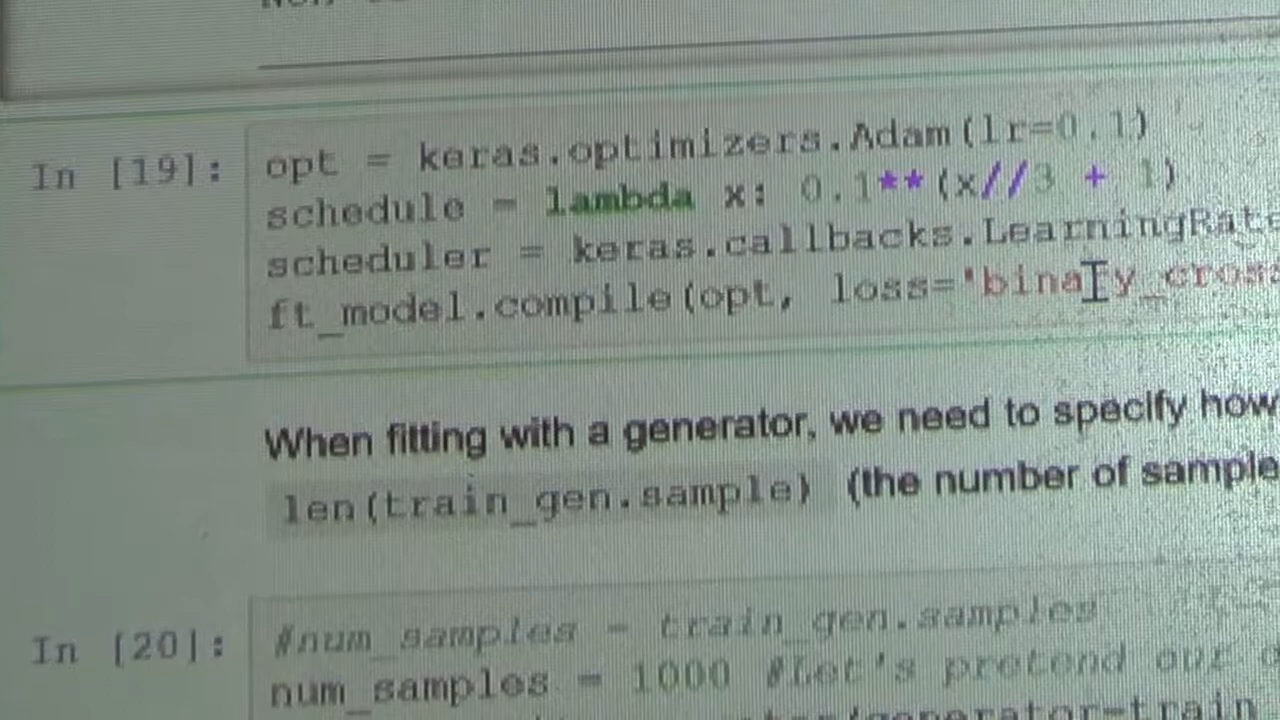 In [19]:
opt = keras.optimizers.Adam(lr=0.1)
schedule = lambda x: 0.1**(x//3 + 1)
scheduler = keras.callbacks.LearningRate
ft_model.compile(opt, loss='binary_cross
When fitting with a generator, we need to specify how
len(train_gen.sample) (the number of sample
In [20]:
#num_samples = train_gen.samples
num_samples = 1000 #Let's pretend our